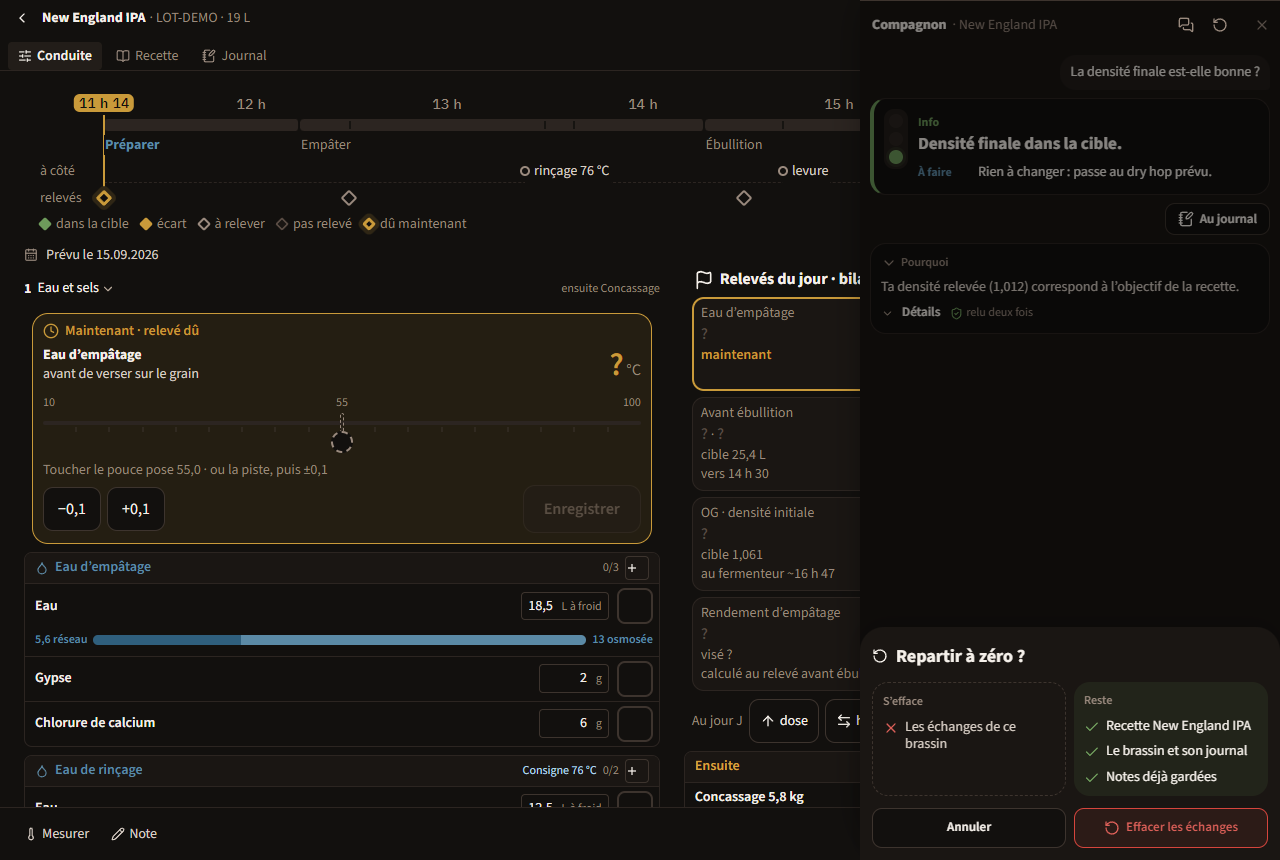 New England IPA · LOT-DEMO · 19 L
Conduite
Recette
Journal
11 h 14
12 h
13 h
14 h
15 h
Préparer
Empâter
Ébullition
à côté
rinçage 76 °C
levure
relevés
dans la cible
écart
à relever
pas relevé
dû maintenant
Prévu le 15.09.2026
1 Eau et sels
ensuite Concassage
Maintenant · relevé dû
Eau d’empâtage
avant de verser sur le grain
? °C
10
55
100
Toucher le pouce pose 55,0 · ou la piste, puis ±0,1
−0,1
+0,1
Enregistrer
Eau d’empâtage
0/3
+
Eau
18,5 L à froid
5,6 réseau
13 osmosée
Gypse
2 g
Chlorure de calcium
6 g
Eau de rinçage
Consigne 76 °C 0/2
+
Eau
12,5 L à froid
Mesurer
Note
Relevés du jour ·
Eau d’empâtage
?
maintenant
Avant ébullition
? · ?
cible 25,4 L
vers 14 h 30
OG · densité initiale
?
cible 1,061
au fermenteur ~16 h 47
Rendement d’empâtage
?
visé ?
calculé au relevé avant
Au jour J
dose
Ensuite
Concassage 5,8 kg
Compagnon · New England IPA
La densité finale est-elle bonne ?
Info
Densité finale dans la cible.
À faire
Rien à changer : passe au dry hop prévu.
Au journal
Pourquoi
Ta densité relevée (1,012) correspond à l’objectif de la recette.
Détails
relu deux fois
Repartir à zéro ?
S’efface
Les échanges de ce
brassin
Reste
Recette New England IPA
Le brassin et son journal
Notes déjà gardées
Annuler
Effacer les échanges